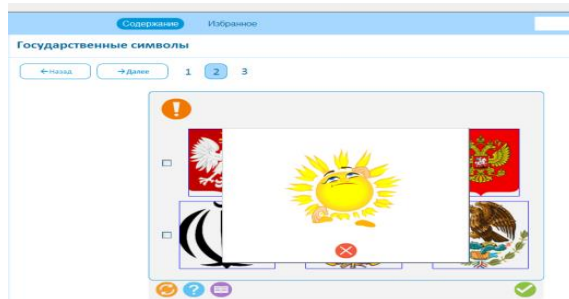 Содержание Избранное
Государственные символы
←Назад →Далее 1 2 3